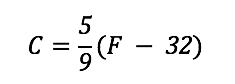 C = 5/9 (F − 32)